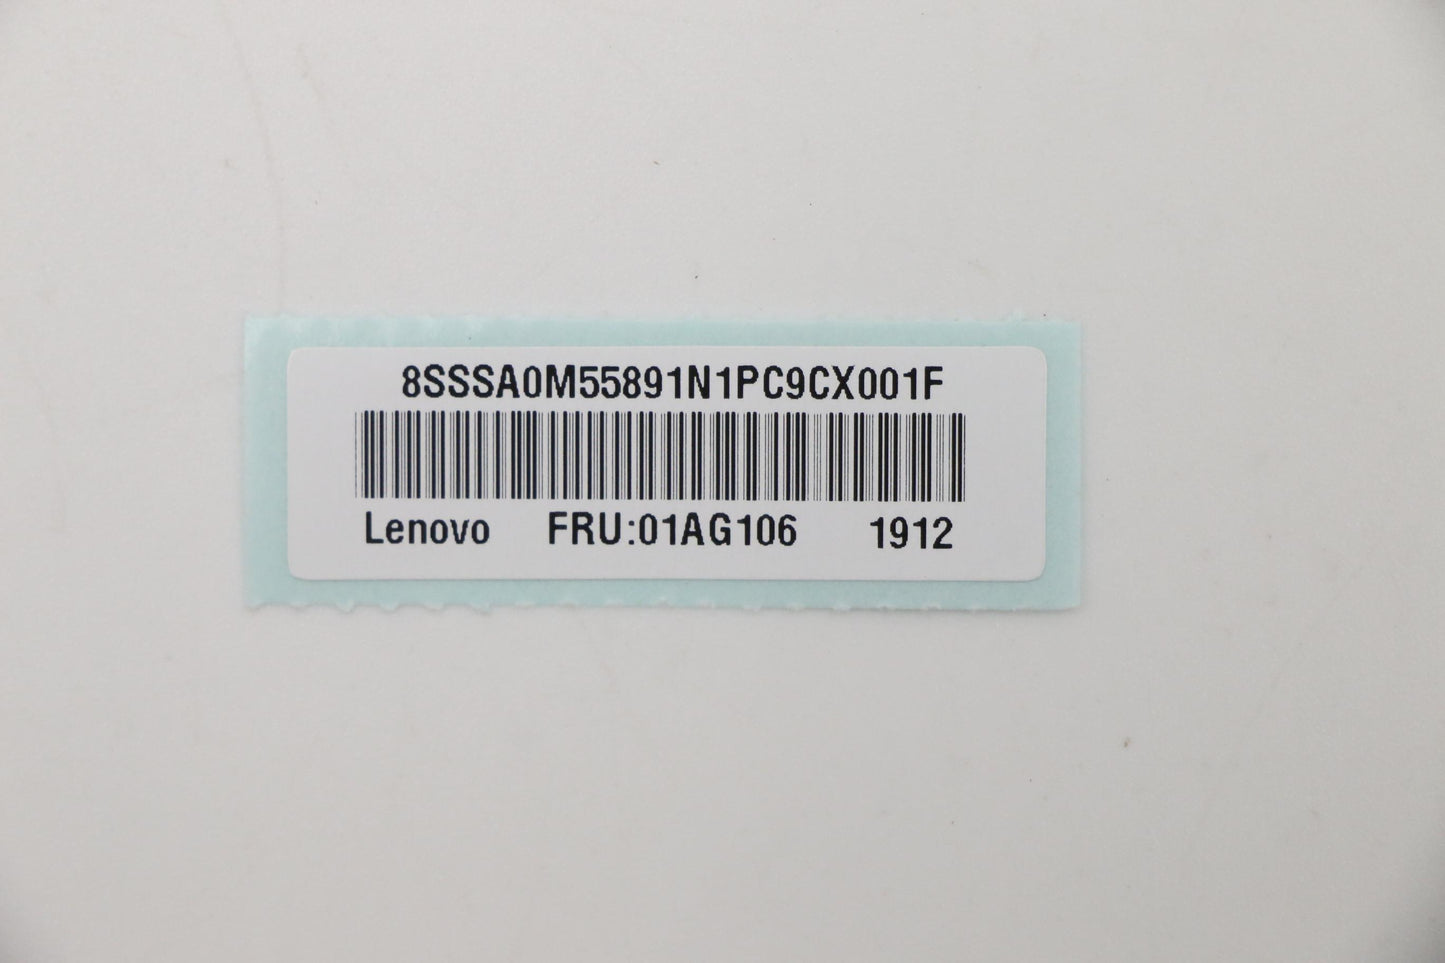 8SSSA0M55891N1PC9CX001F
Lenovo FRU:01AG106 1912